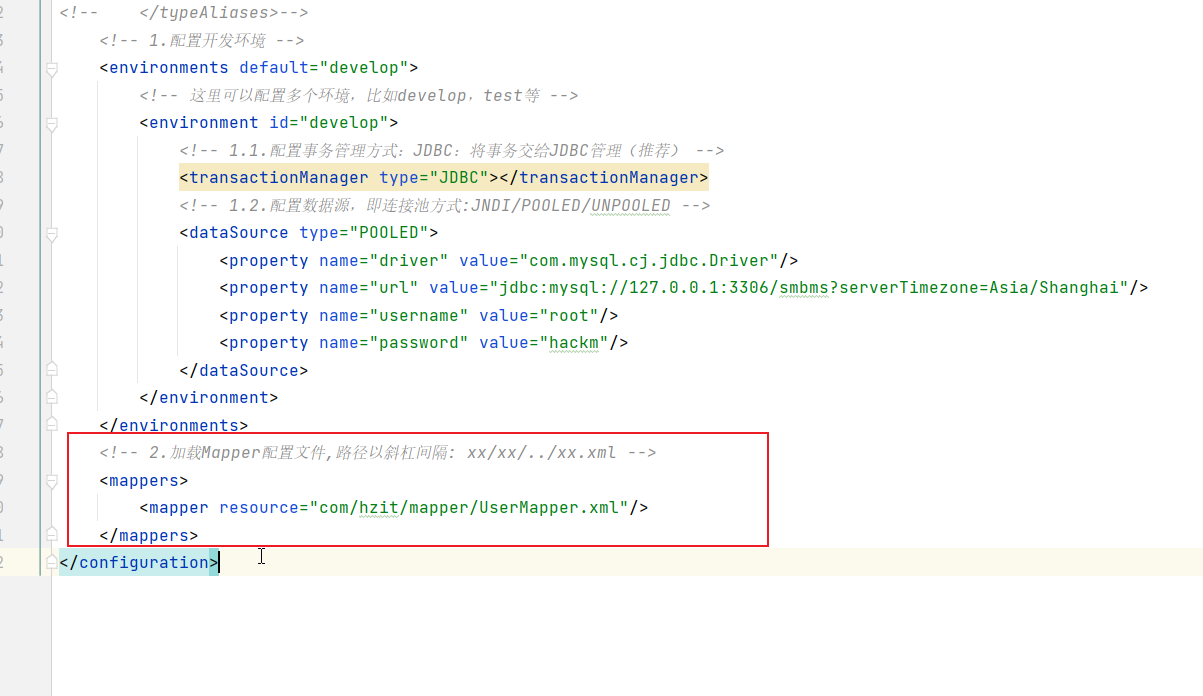 <!--    </typeAliases>-->
<!-- 1.配置开发环境 -->
<environments default="develop">
<!-- 这里可以配置多个环境，比如develop，test等 -->
<environment id="develop">
<!-- 1.1.配置事务管理方式：JDBC：将事务交给JDBC管理（推荐） -->
<transactionManager type="JDBC"></transactionManager>
<!-- 1.2.配置数据源，即连接池方式:JNDI/POOLED/UNPOOLED -->
<dataSource type="POOLED">
<property name="driver" value="com.mysql.cj.jdbc.Driver"/>
<property name="url" value="jdbc:mysql://127.0.0.1:3306/smbms?serverTimezone=Asia/Shanghai"/>
<property name="username" value="root"/>
<property name="password" value="hackm"/>
</dataSource>
</environment>
</environments>
<!-- 2.加载Mapper配置文件,路径以斜杠间隔: xx/xx/../xx.xml -->
<mappers>
<mapper resource="com/hzit/mapper/UserMapper.xml"/>
</mappers>
</configuration>